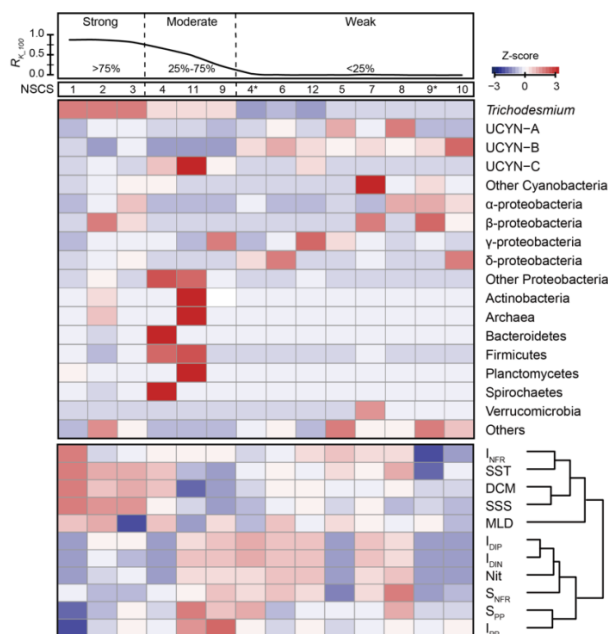 Strong Moderate Weak
Z-score
R_K_100
1.0
0.5
0.0
>75% 25%-75% <25%
-3 0 3
NSCS 1 2 3 4 11 9 4* 6 12 5 7 8 9* 10
Trichodesmium
UCYN-A
UCYN-B
UCYN-C
Other Cyanobacteria
α-proteobacteria
β-proteobacteria
γ-proteobacteria
δ-proteobacteria
Other Proteobacteria
Actinobacteria
Archaea
Bacteroidetes
Firmicutes
Planctomycetes
Spirochaetes
Verrucomicrobia
Others
I_NFR
SST
DCM
SSS
MLD
I_DIP
I_DIN
Nit
S_NFR
S_PP
I_PP